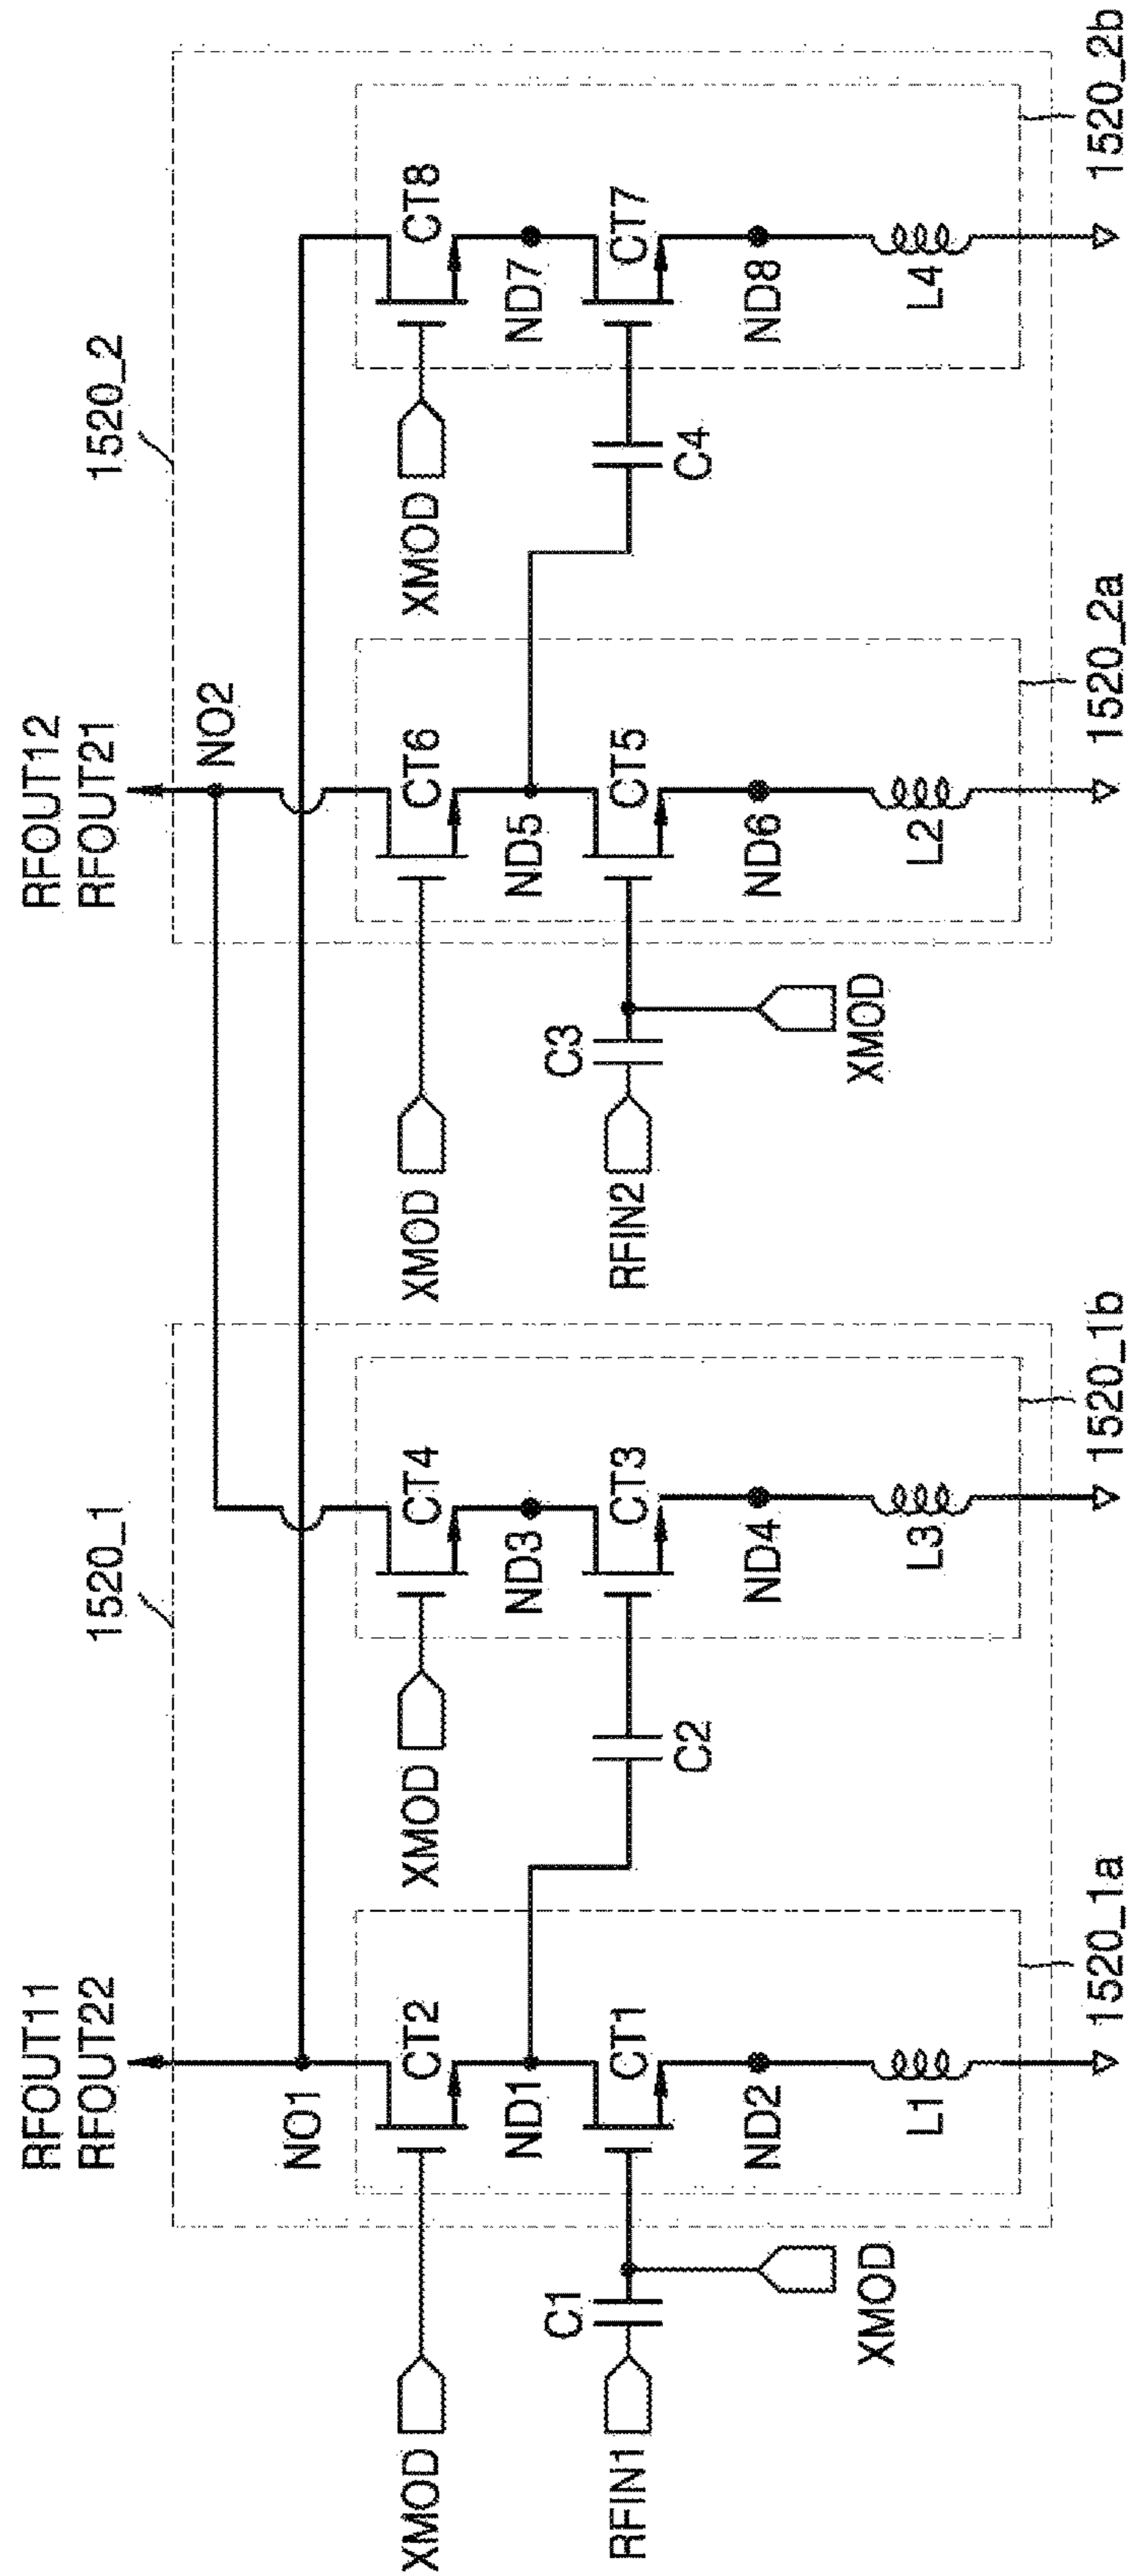 RFOUT11
RFOUT22
1520_1
RFOUT12
RFOUT21
1520_2
NO2
NO1
XMOD
CT2
XMOD
CT4
XMOD
CT6
XMOD
CT8
ND1
ND3
ND5
ND7
RFIN1
C1
CT1
C2
CT3
RFIN2
C3
CT5
C4
CT7
XMOD
ND2
ND4
XMOD
ND6
ND8
L1
L3
L2
L4
1520_1a
1520_1b
1520_2a
1520_2b